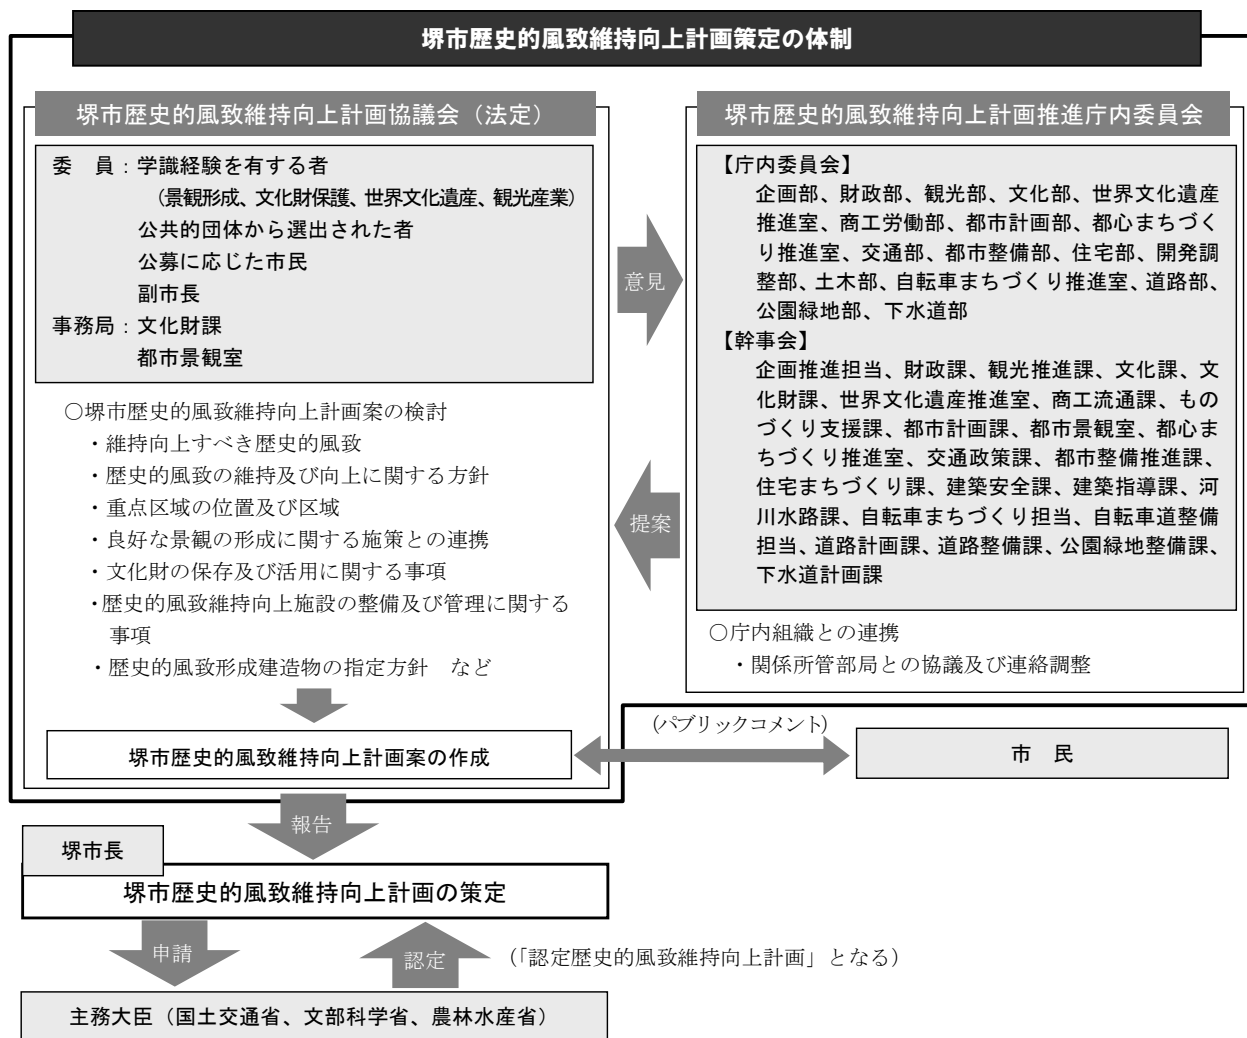 堺市歴史的風致維持向上計画策定の体制
堺市歴史的風致維持向上計画協議会（法定）
委　員：学識経験を有する者
（景観形成、文化財保護、世界文化遺産、観光産業）
公共的団体から選出された者
公募に応じた市民
副市長
事務局：文化財課
都市景観室
○堺市歴史的風致維持向上計画案の検討
・維持向上すべき歴史的風致
・歴史的風致の維持及び向上に関する方針
・重点区域の位置及び区域
・良好な景観の形成に関する施策との連携
・文化財の保存及び活用に関する事項
・歴史的風致維持向上施設の整備及び管理に関する
事項
・歴史的風致形成建造物の指定方針　など
堺市歴史的風致維持向上計画案の作成
意見
提案
堺市歴史的風致維持向上計画推進庁内委員会
【庁内委員会】
企画部、財政部、観光部、文化部、世界文化遺産
推進室、商工労働部、都市計画部、都心まちづく
り推進室、交通部、都市整備部、住宅部、開発調
整部、土木部、自転車まちづくり推進室、道路部、
公園緑地部、下水道部
【幹事会】
企画推進担当、財政課、観光推進課、文化課、文
化財課、世界文化遺産推進室、商工流通課、もの
づくり支援課、都市計画課、都市景観室、都心ま
ちづくり推進室、交通政策課、都市整備推進課、
住宅まちづくり課、建築安全課、建築指導課、河
川水路課、自転車まちづくり担当、自転車道整備
担当、道路計画課、道路整備課、公園緑地整備課、
下水道計画課
○庁内組織との連携
・関係所管部局との協議及び連絡調整
（パブリックコメント）
市　民
報告
堺市長
堺市歴史的風致維持向上計画の策定
申請
認定
（「認定歴史的風致維持向上計画」となる）
主務大臣（国土交通省、文部科学省、農林水産省）